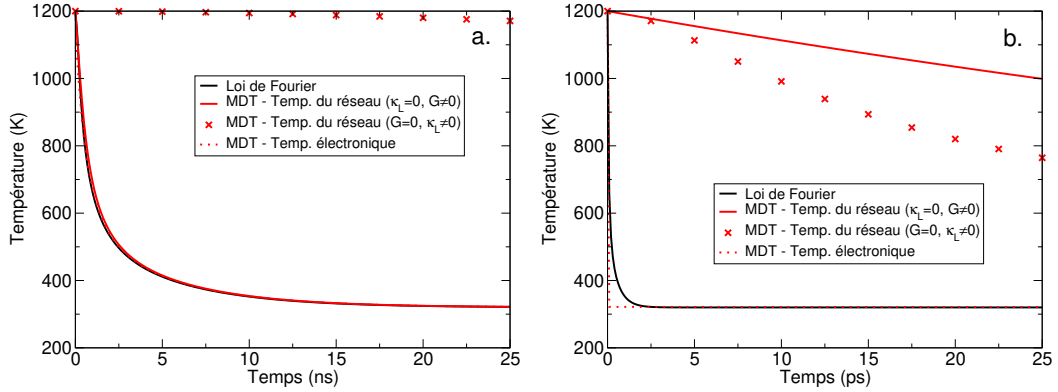 a.
1200
1000
800
600
400
200
Température (K)
Loi de Fourier
MDT - Temp. du réseau (κL=0, G≠0)
MDT - Temp. du réseau (G=0, κL≠0)
MDT - Temp. électronique
0 5 10 15 20 25
Temps (ns)
b.
1200
1000
800
600
400
200
Température (K)
Loi de Fourier
MDT - Temp. du réseau (κL=0, G≠0)
MDT - Temp. du réseau (G=0, κL≠0)
MDT - Temp. électronique
0 5 10 15 20 25
Temps (ps)